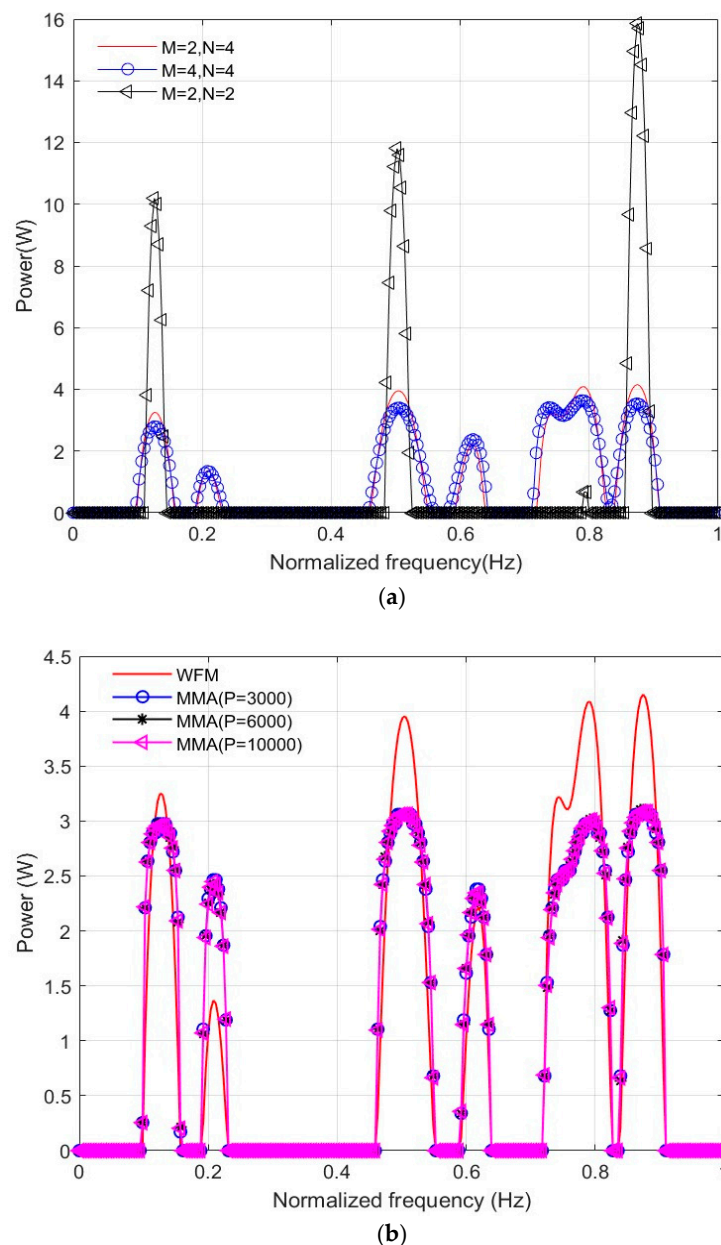 16
14
12
10
8
6
4
2
0
Power(W)
M=2,N=4
M=4,N=4
M=2,N=2
0 0.2 0.4 0.6 0.8 1
Normalized frequency(Hz)
(a)
4.5
4
3.5
3
2.5
2
1.5
1
0.5
0
Power (W)
WFM
MMA(P=3000)
MMA(P=6000)
MMA(P=10000)
0 0.2 0.4 0.6 0.8
Normalized frequency (Hz)
(b)